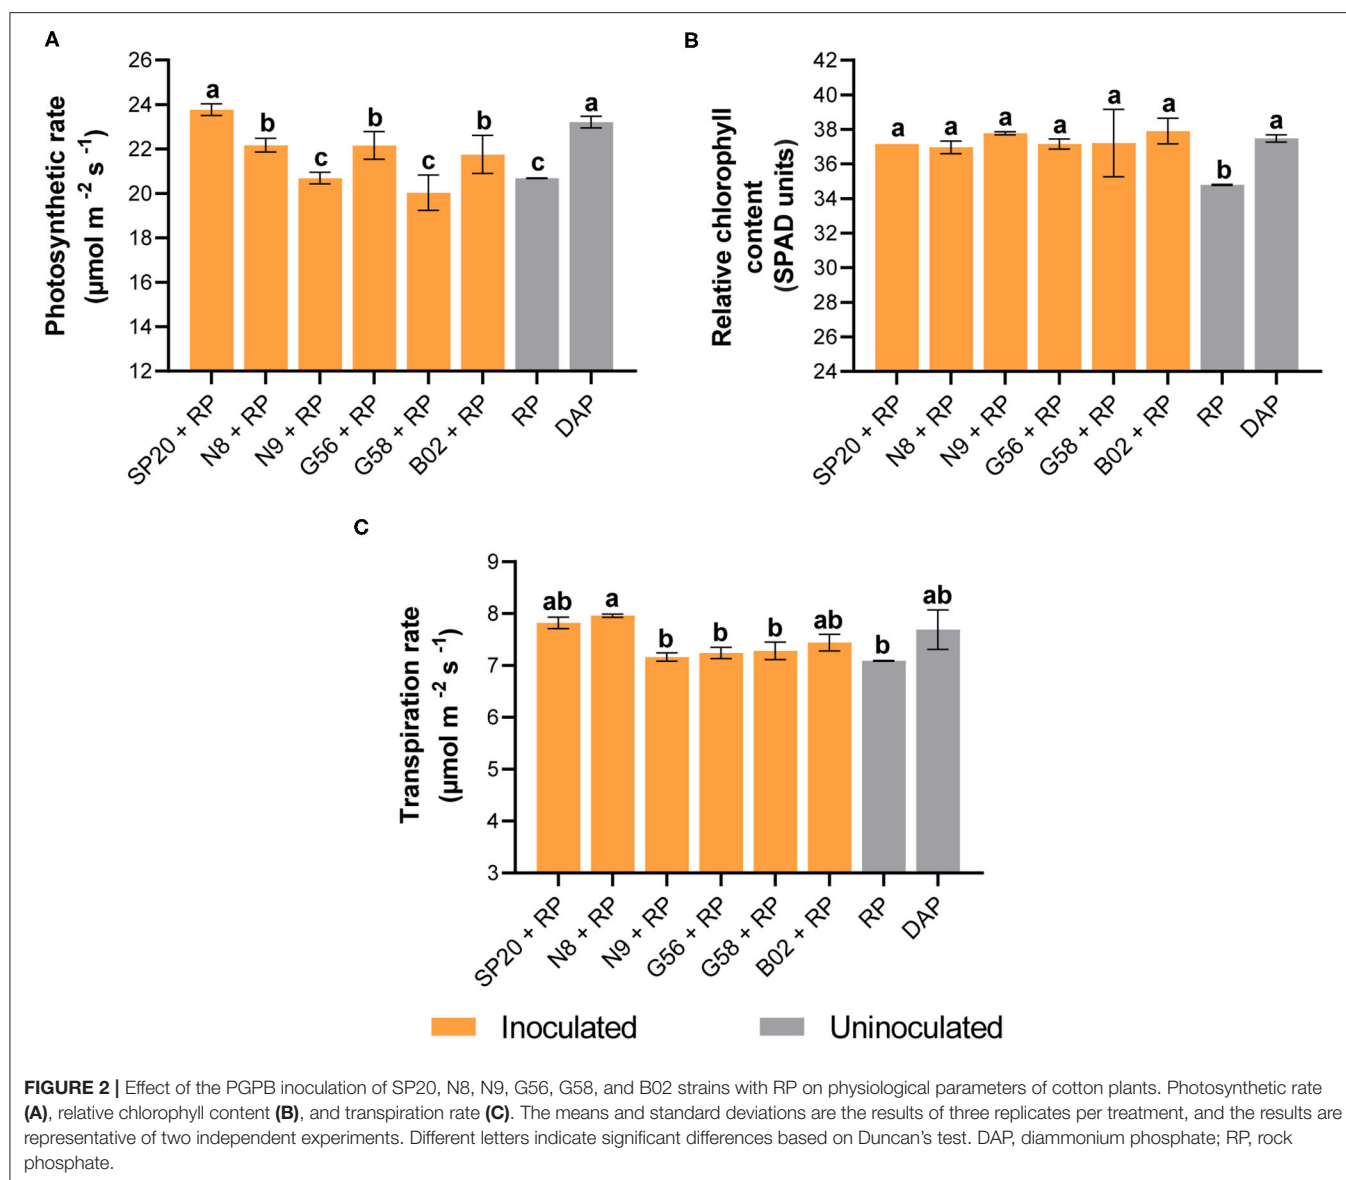 A
Photosynthetic rate
(µmol m -2 s -1)
26
24
22
20
18
16
14
12
a
b
c
b
c
b
c
a
SP20 + RP
N8 + RP
N9 + RP
G56 + RP
G58 + RP
B02 + RP
RP
DAP
B
Relative chlorophyll
content
(SPAD units)
42
40
38
36
34
32
30
28
26
24
a
a
a
a
a
a
b
a
SP20 + RP
N8 + RP
N9 + RP
G56 + RP
G58 + RP
B02 + RP
RP
DAP
C
Transpiration rate
(µmol m -2 s -1)
9
8
7
6
5
4
3
ab
a
b
b
b
ab
b
ab
SP20 + RP
N8 + RP
N9 + RP
G56 + RP
G58 + RP
B02 + RP
RP
DAP
Inoculated
Uninoculated
FIGURE 2 | Effect of the PGPB inoculation of SP20, N8, N9, G56, G58, and B02 strains with RP on physiological parameters of cotton plants. Photosynthetic rate
(A), relative chlorophyll content (B), and transpiration rate (C). The means and standard deviations are the results of three replicates per treatment, and the results are
representative of two independent experiments. Different letters indicate significant differences based on Duncan's test. DAP, diammonium phosphate; RP, rock
phosphate.